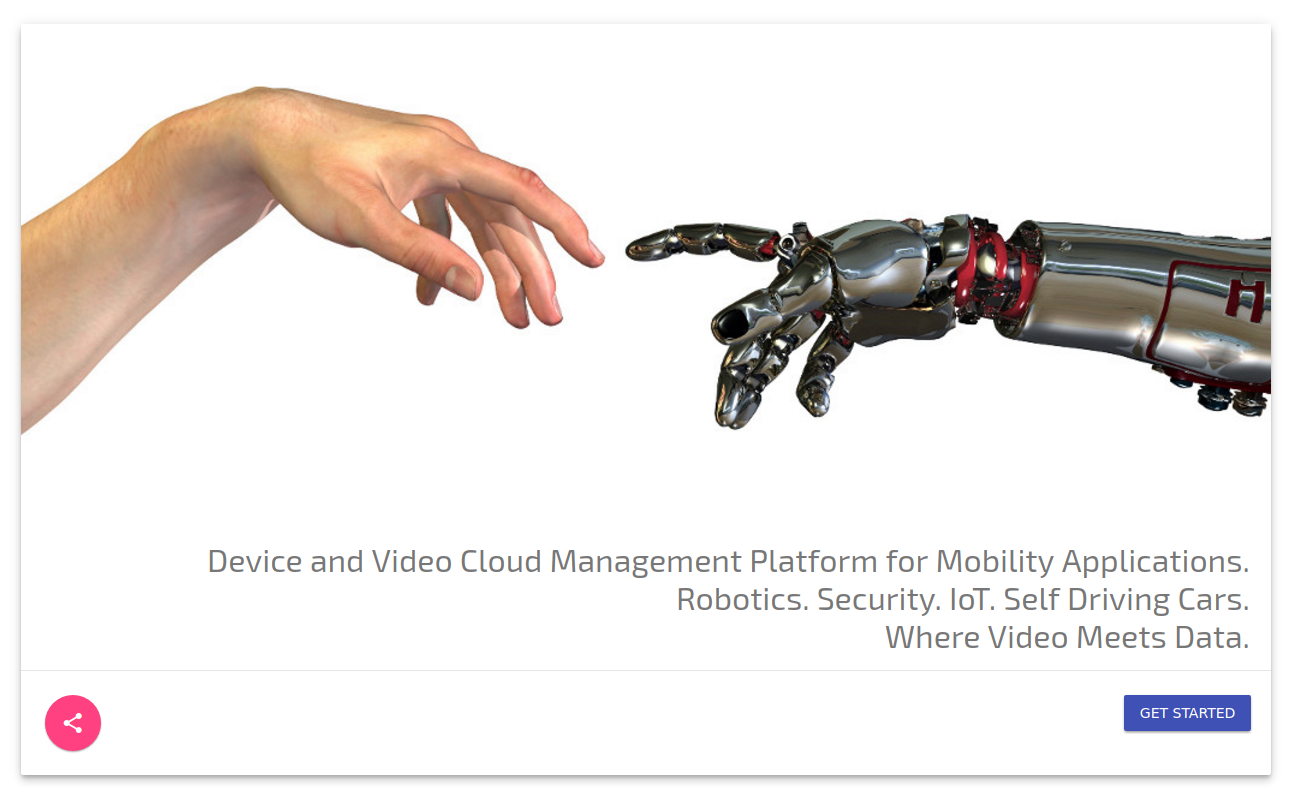 Device and Video Cloud Management Platform for Mobility Applications.
Robotics. Security. IoT. Self Driving Cars.
Where Video Meets Data.
GET STARTED